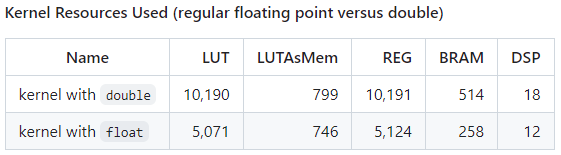 Kernel Resources Used (regular floating point versus double)
Name LUT LUTAsMem REG BRAM DSP
kernel with double 10,190 799 10,191 514 18
kernel with float 5,071 746 5,124 258 12